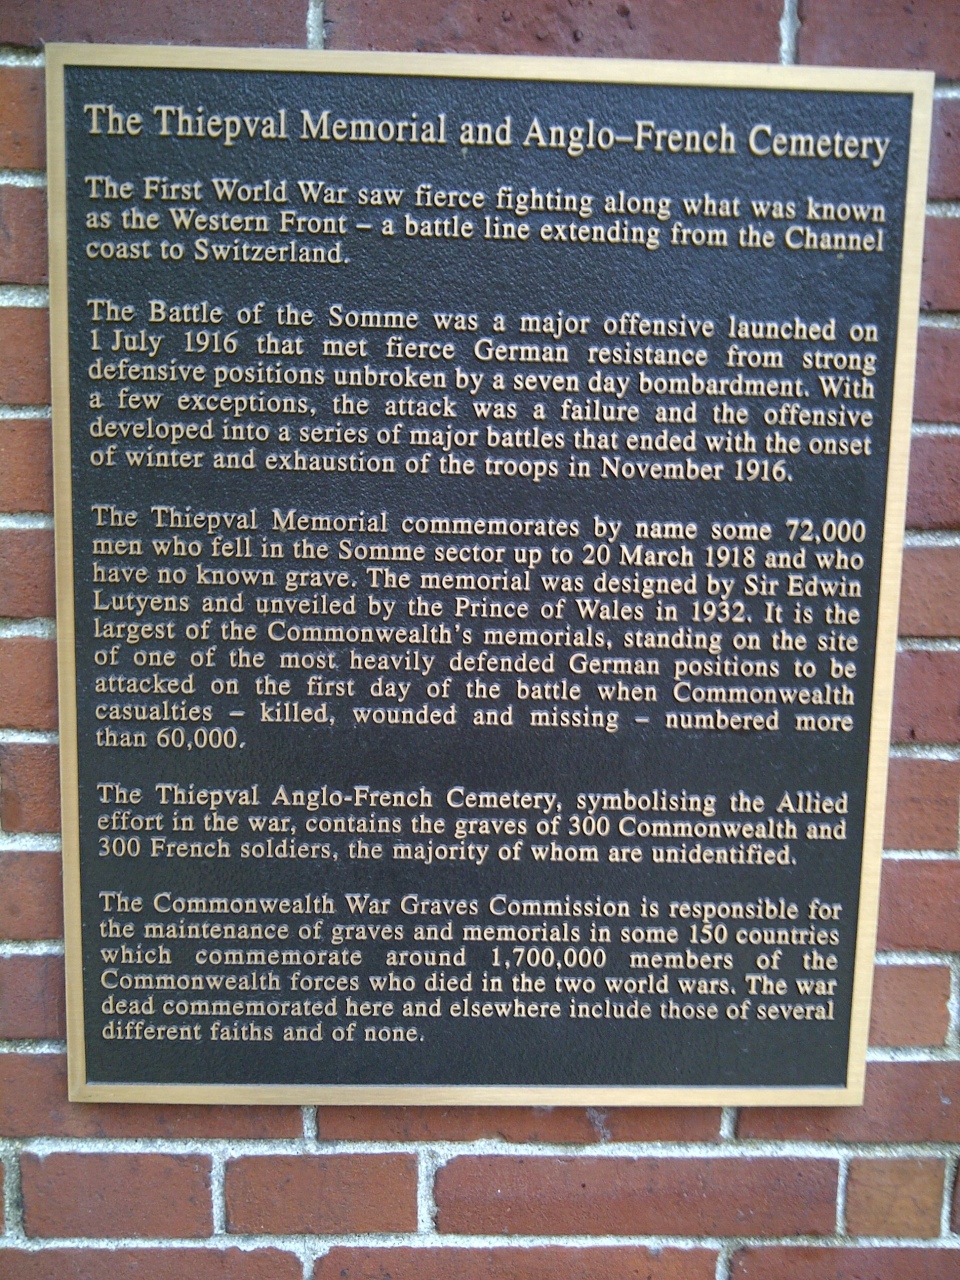 The Thiepval Memorial and Anglo–French Cemetery
The First World War saw fierce fighting along what was known
as the Western Front – a battle line extending from the Channel
coast to Switzerland.
The Battle of the Somme was a major offensive launched on
1 July 1916 that met fierce German resistance from strong
defensive positions unbroken by a seven day bombardment. With
a few exceptions, the attack was a failure and the offensive
developed into a series of major battles that ended with the onset
of winter and exhaustion of the troops in November 1916.
The Thiepval Memorial commemorates by name some 72,000
men who fell in the Somme sector up to 20 March 1918 and who
have no known grave. The memorial was designed by Sir Edwin
Lutyens and unveiled by the Prince of Wales in 1932. It is the
largest of the Commonwealth's memorials, standing on the site
of one of the most heavily defended German positions to be
attacked on the first day of the battle when Commonwealth
casualties – killed, wounded and missing – numbered more
than 60,000.
The Thiepval Anglo-French Cemetery, symbolising the Allied
effort in the war, contains the graves of 300 Commonwealth and
300 French soldiers, the majority of whom are unidentified.
The Commonwealth War Graves Commission is responsible for
the maintenance of graves and memorials in some 150 countries
which commemorate around 1,700,000 members of the
Commonwealth forces who died in the two world wars. The war
dead commemorated here and elsewhere include those of several
different faiths and of none.